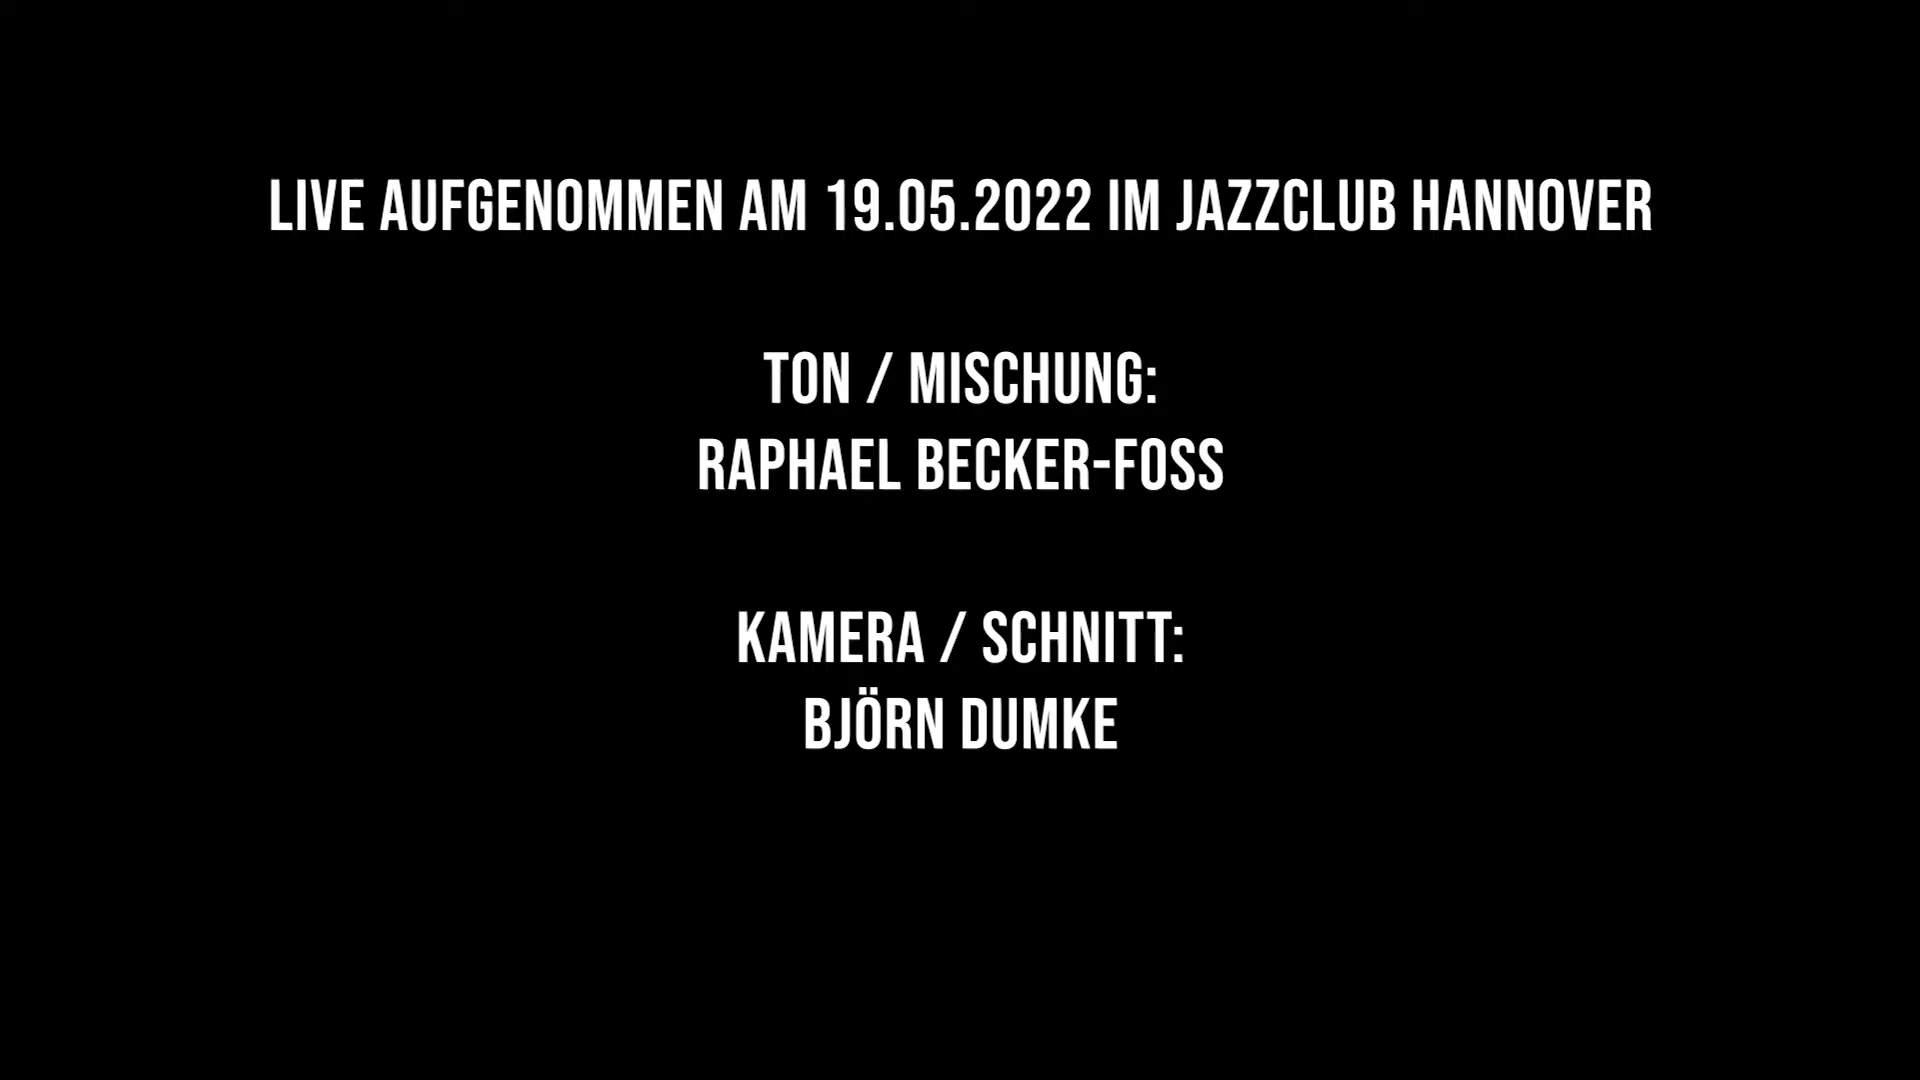 LIVE AUFGENOMMEN AM 19.05.2022 IM JAZZCLUB HANNOVER
TON / MISCHUNG:
RAPHAEL BECKER-FOSS
KAMERA / SCHNITT:
BJÖRN DUMKE